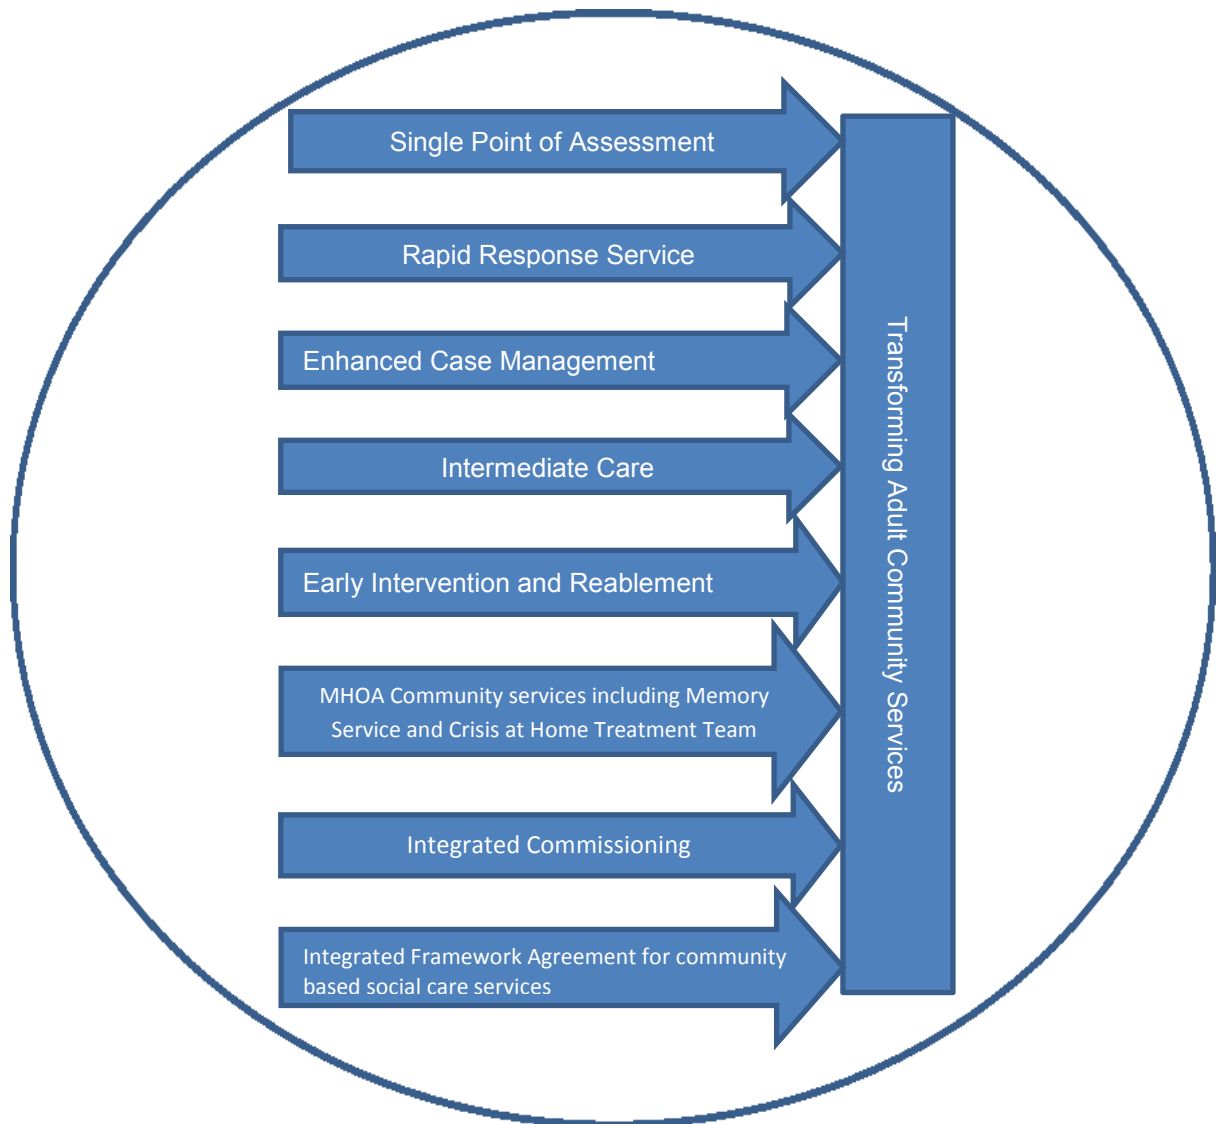 Single Point of Assessment
Rapid Response Service
Enhanced Case Management
Intermediate Care
Early Intervention and Reablement
MHOA Community services including Memory
Service and Crisis at Home Treatment Team
Integrated Commissioning
Integrated Framework Agreement for community
based social care services
Transforming Adult Community Services